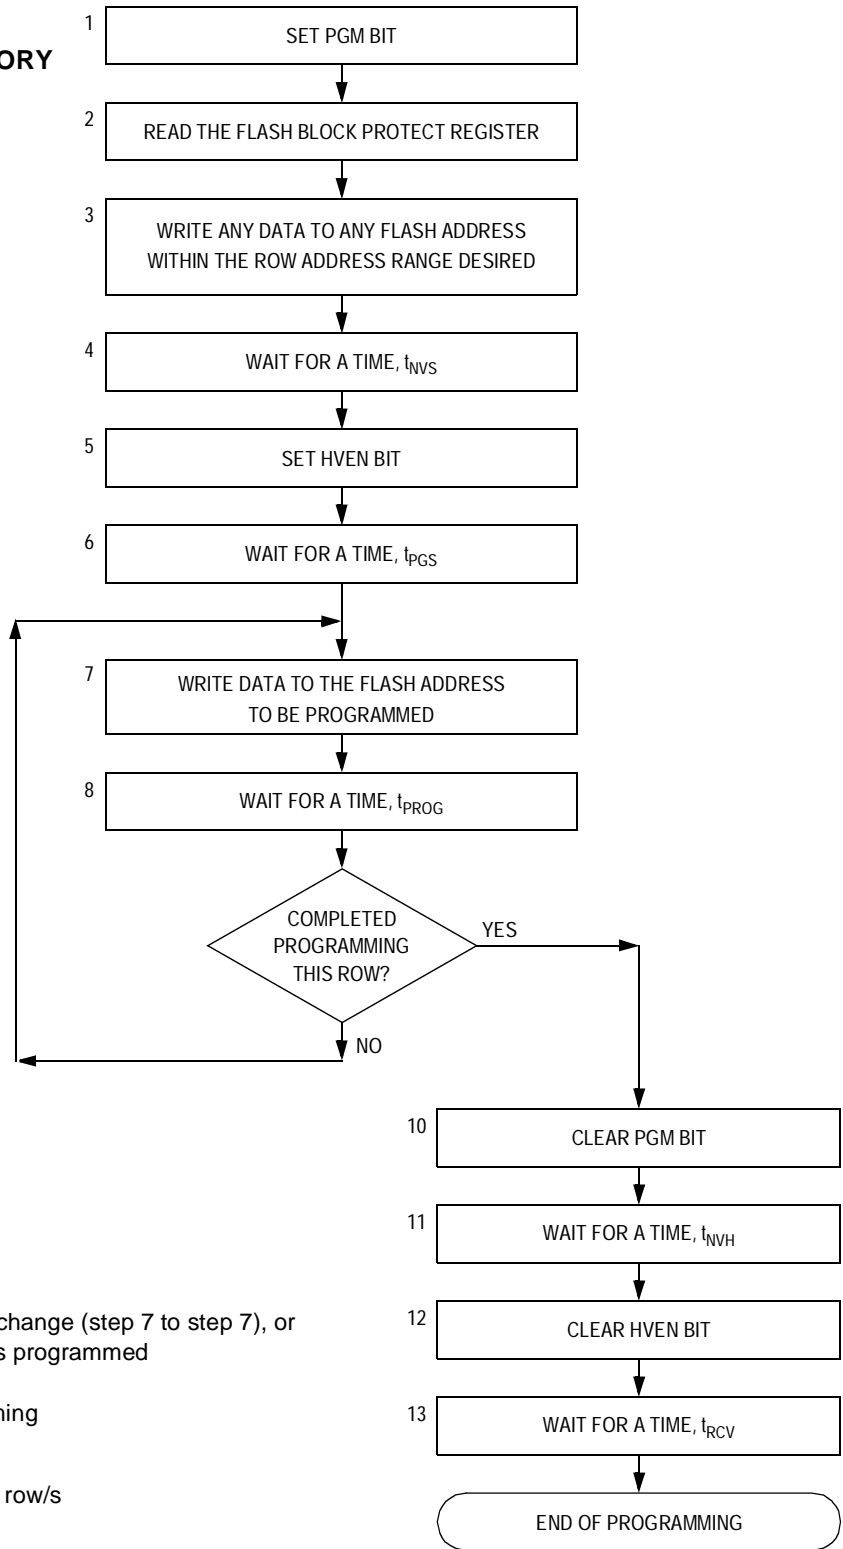 1
SET PGM BIT
ORY
2
READ THE FLASH BLOCK PROTECT REGISTER
3
WRITE ANY DATA TO ANY FLASH ADDRESS
WITHIN THE ROW ADDRESS RANGE DESIRED
4
WAIT FOR A TIME, tNVS
5
SET HVEN BIT
6
WAIT FOR A TIME, tPGS
7
WRITE DATA TO THE FLASH ADDRESS
TO BE PROGRAMMED
8
WAIT FOR A TIME, tPROG
COMPLETED
PROGRAMMING
THIS ROW?
YES
NO
10
CLEAR PGM BIT
11
WAIT FOR A TIME, tNVH
change (step 7 to step 7), or
s programmed
12
CLEAR HVEN BIT
ning
13
WAIT FOR A TIME, tRCV
row/s
END OF PROGRAMMING